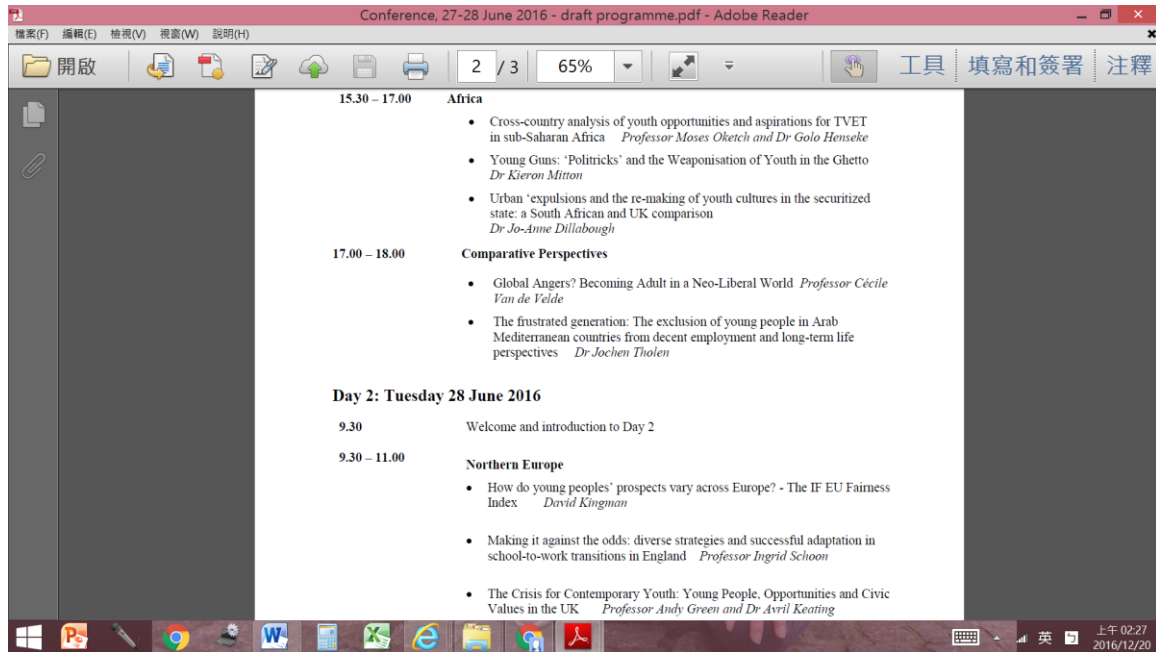 Conference, 27-28 June 2016 - draft programme.pdf - Adobe Reader
檔案(F) 編輯(E) 檢視(V) 視窗(W) 說明(H)
開啟 2 / 3 65% 工具 填寫和簽署 注釋
15.30 – 17.00 Africa
• Cross-country analysis of youth opportunities and aspirations for TVET
in sub-Saharan Africa Professor Moses Oketch and Dr Golo Henseke
• Young Guns: ‘Politricks’ and the Weaponisation of Youth in the Ghetto
Dr Kieron Mitton
• Urban ‘expulsions and the re-making of youth cultures in the securitized
state: a South African and UK comparison
Dr Jo-Anne Dillabough
17.00 – 18.00 Comparative Perspectives
• Global Angers? Becoming Adult in a Neo-Liberal World Professor Cécile
Van de Velde
• The frustrated generation: The exclusion of young people in Arab
Mediterranean countries from decent employment and long-term life
perspectives Dr Jochen Tholen
Day 2: Tuesday 28 June 2016
9.30 Welcome and introduction to Day 2
9.30 – 11.00 Northern Europe
• How do young peoples’ prospects vary across Europe? - The IF EU Fairness
Index David Kingman
• Making it against the odds: diverse strategies and successful adaptation in
school-to-work transitions in England Professor Ingrid Schoon
• The Crisis for Contemporary Youth: Young People, Opportunities and Civic
Values in the UK Professor Andy Green and Dr Avril Keating
英 上午 02:27
2016/12/20